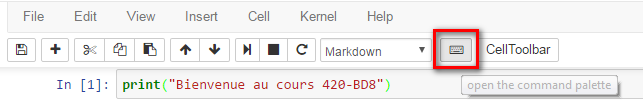 File Edit View Insert Cell Kernel Help
Markdown CellToolbar
In [1]: print("Bienvenue au cours 420-BD8")
open the command palette